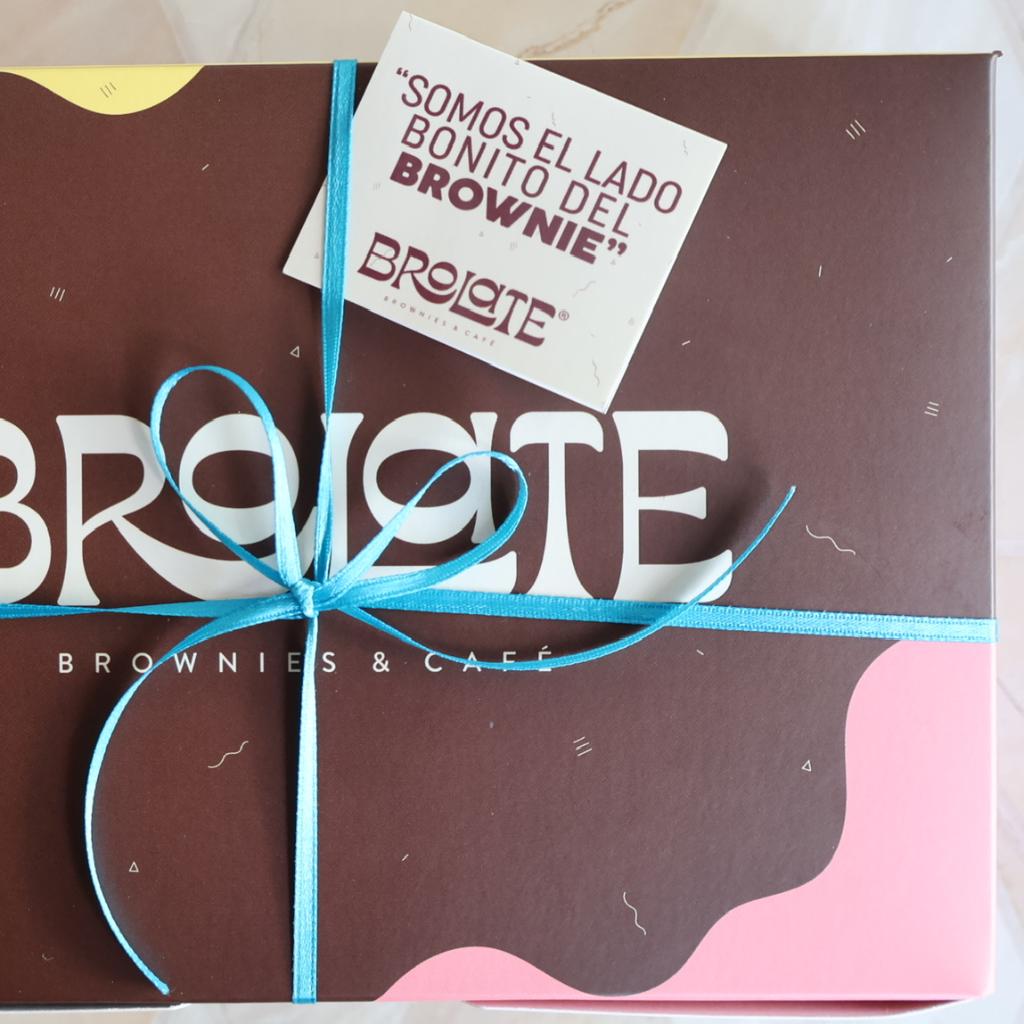 “SOMOS EL LADO
BONITO DEL
BROWNIE”
BROLATE®
BROWNIES & CAFÉ
BROLATE
BROWNIES & CAFÉ